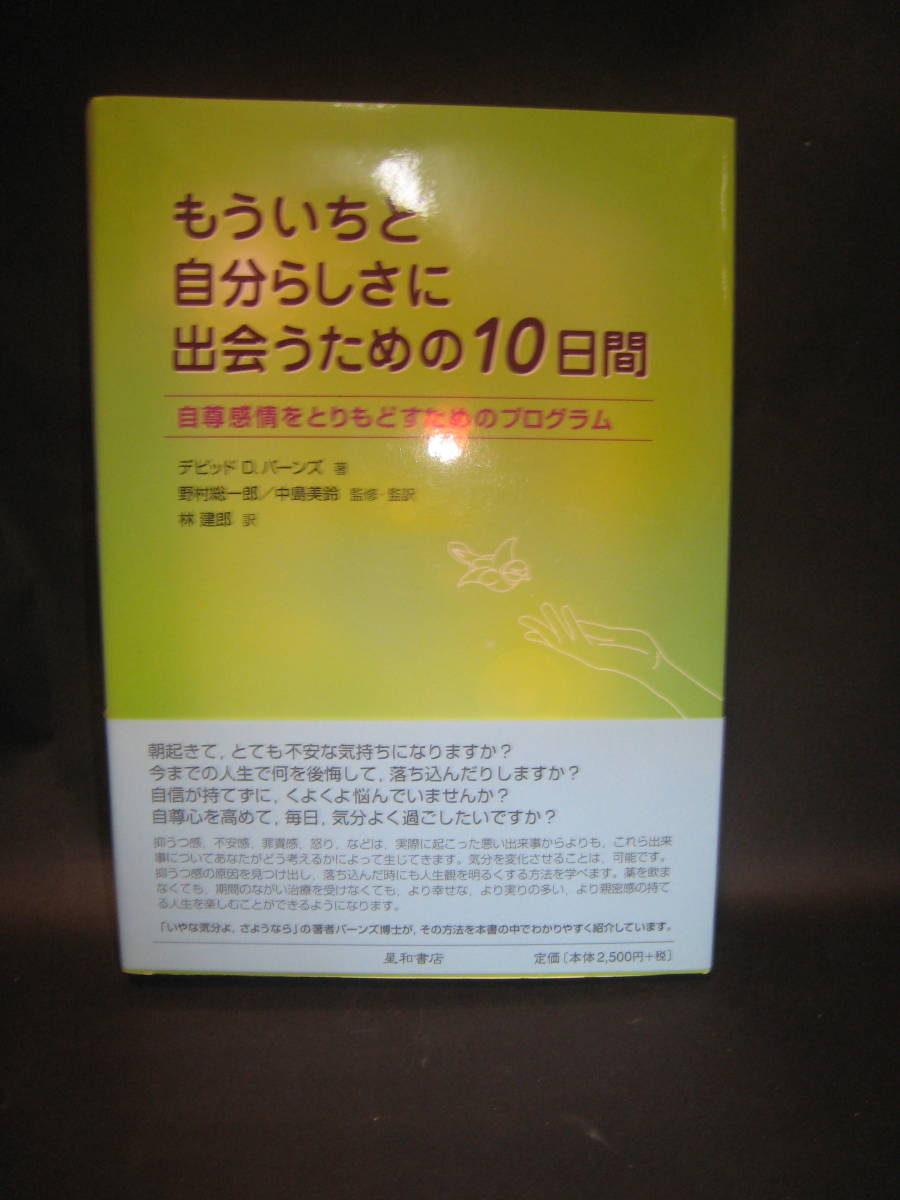 もういちど
自分らしさに
出会うための10日間
自尊感情をとりもどすためのプログラム
デビッド D.バーンズ 著
野村総一郎／中島美鈴 監修・監訳
林 建郎 訳
朝起きて，とても不安な気持ちになりますか？
今までの人生で何を後悔して，落ち込んだりしますか？
自信が持てずに，くよくよ悩んでいませんか？
自尊心を高めて，毎日，気分よく過ごしたいですか？
抑うつ感，不安感，罪責感，怒り，などは，実際に起こった悪い出来事からよりも，これら出来
事についてあなたがどう考えるかによって生じてきます。気分を変化させることは，可能です。
抑うつ感の原因を見つけ出し，落ち込んだ時にも人生観を明るくする方法を学べます。薬を飲ま
なくても，期間のながい治療を受けなくても，より幸せな，より実りの多い，より親密感の持て
る人生を楽しむことができるようになります。
「いやな気分よ，さようなら」の著者バーンズ博士が，その方法を本書の中でわかりやすく紹介しています。
星和書店 定価〔本体2,500円+税〕